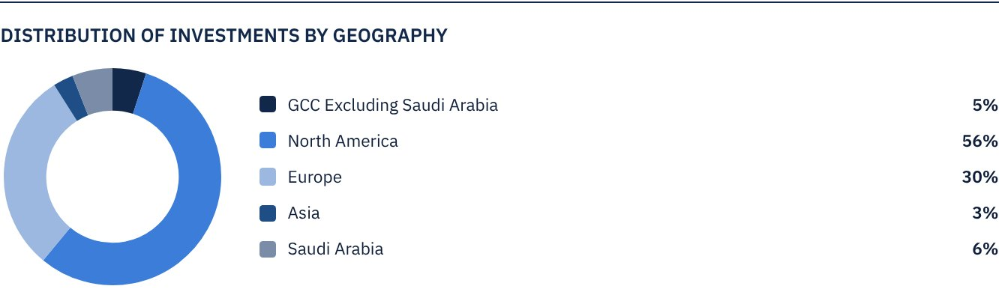 DISTRIBUTION OF INVESTMENTS BY GEOGRAPHY
GCC Excluding Saudi Arabia 5%
North America 56%
Europe 30%
Asia 3%
Saudi Arabia 6%